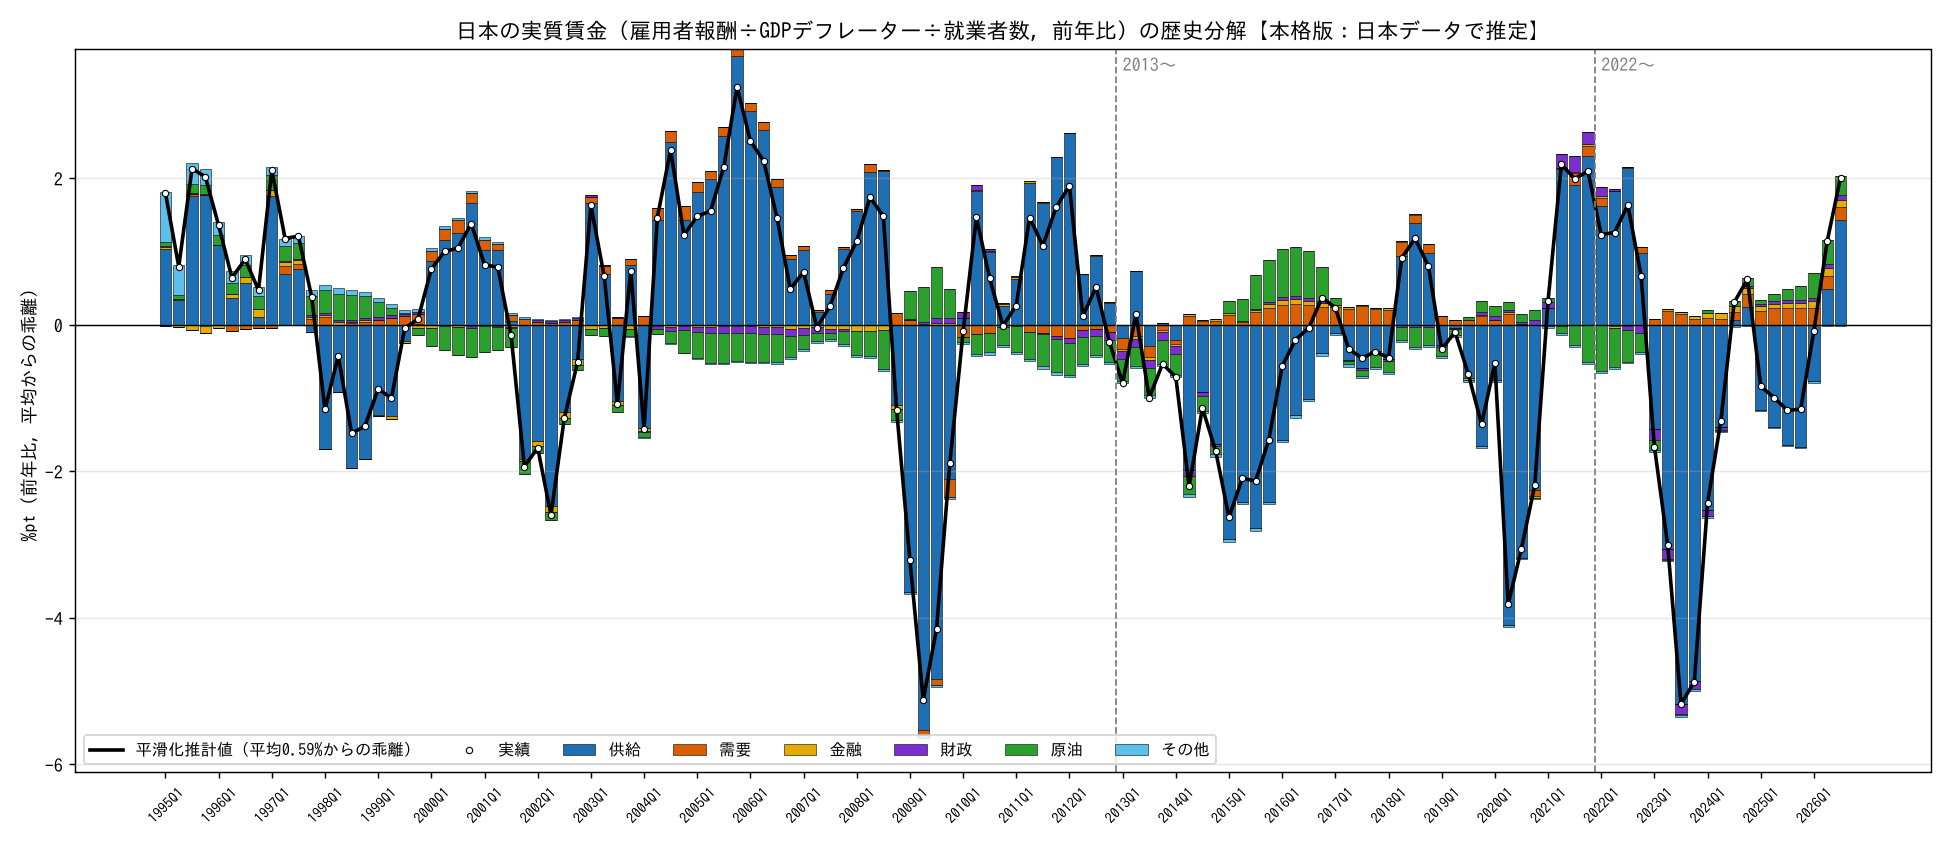 日本の実質賃金（雇用者報酬÷GDPデフレーター÷就業者数, 前年比）の歴史分解【本格版：日本データで推定】
2013～
2022～
%pt（前年比, 平均からの乖離）
2
0
−2
−4
−6
平滑化推計値（平均0.59%からの乖離）
実績
供給
需要
金融
財政
原油
その他
1995Q1
1996Q1
1997Q1
1998Q1
1999Q1
2000Q1
2001Q1
2002Q1
2003Q1
2004Q1
2005Q1
2006Q1
2007Q1
2008Q1
2009Q1
2010Q1
2011Q1
2012Q1
2013Q1
2014Q1
2015Q1
2016Q1
2017Q1
2018Q1
2019Q1
2020Q1
2021Q1
2022Q1
2023Q1
2024Q1
2025Q1
2026Q1